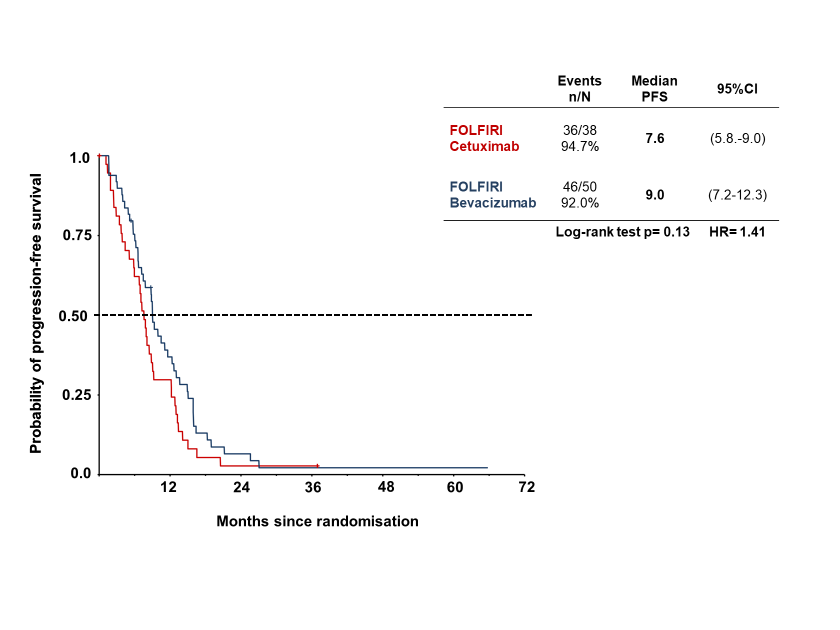 Events Median 95%CI
n/N PFS
FOLFIRI 36/38 7.6 (5.8.-9.0)
Cetuximab 94.7%
FOLFIRI 46/50 9.0 (7.2-12.3)
Bevacizumab 92.0%
Log-rank test p= 0.13 HR= 1.41
Probability of progression-free survival
1.0
0.75
0.50
0.25
0.0
12 24 36 48 60 72
Months since randomisation